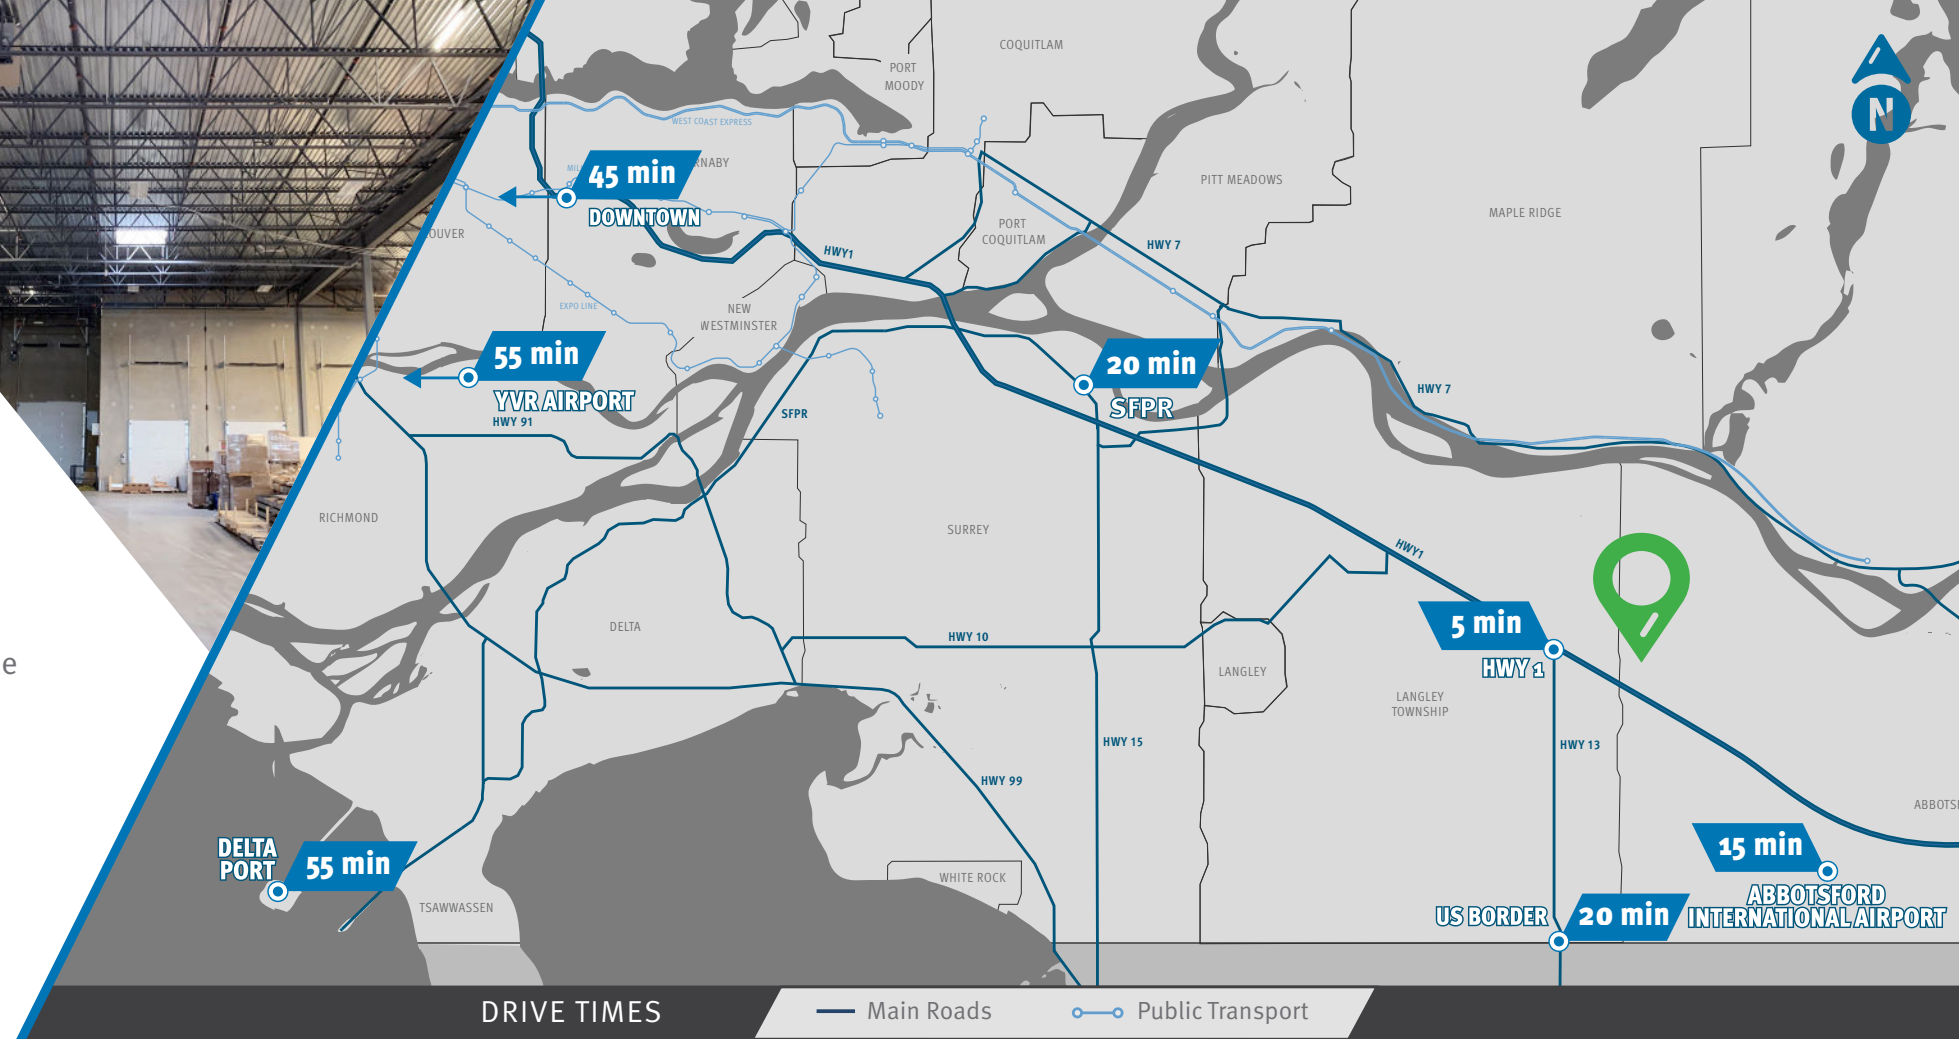 COQUITLAM
PORT
MOODY
N
WEST COAST EXPRESS
45 min
DOWNTOWN
PITT MEADOWS
MAPLE RIDGE
PORT
COQUITLAM
HWY1
HWY 7
EXPO LINE
NEW
WESTMINSTER
55 min
YVR AIRPORT
HWY 91
20 min
SFPR
SFPR
HWY 7
RICHMOND
SURREY
HWY1
DELTA
HWY 10
5 min
HWY 1
e
LANGLEY
LANGLEY
TOWNSHIP
HWY 15
HWY 13
HWY 99
ABBOTS
DELTA
PORT
55 min
15 min
ABBOTSFORD
INTERNATIONAL AIRPORT
WHITE ROCK
TSAWWASSEN
US BORDER
20 min
DRIVE TIMES
Main Roads
Public Transport